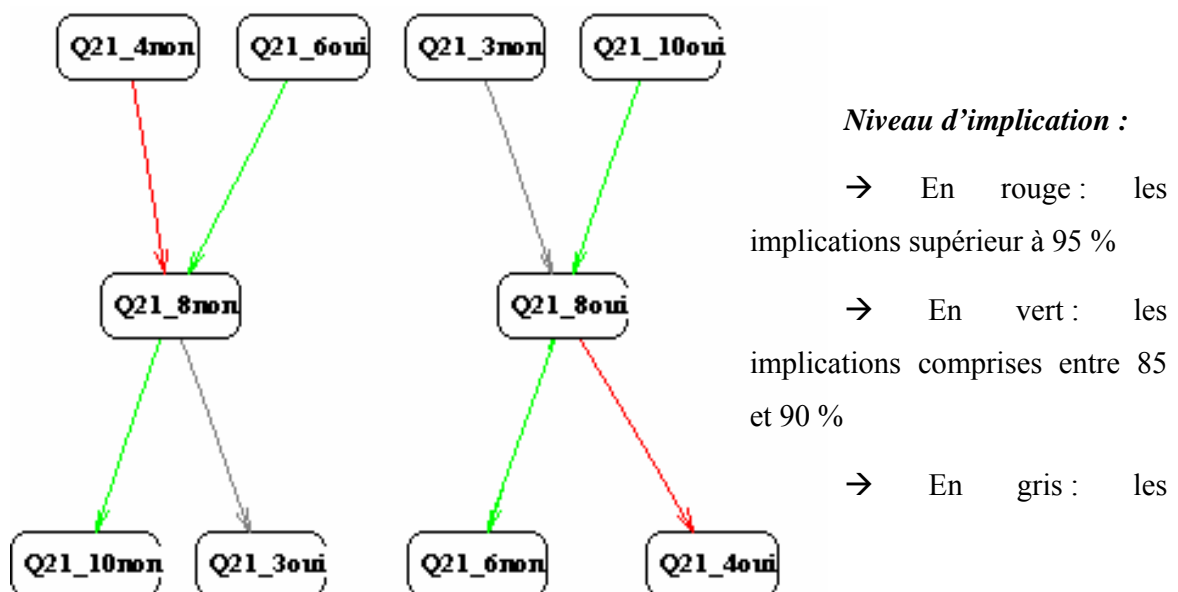 Q21_4non Q21_6oui Q21_3non Q21_10oui
Q21_8non Q21_8oui
Q21_10non Q21_3oui Q21_6non Q21_4oui
Niveau d’implication :
→ En rouge : les
implications supérieur à 95 %
→ En vert : les
implications comprises entre 85
et 90 %
→ En gris : les